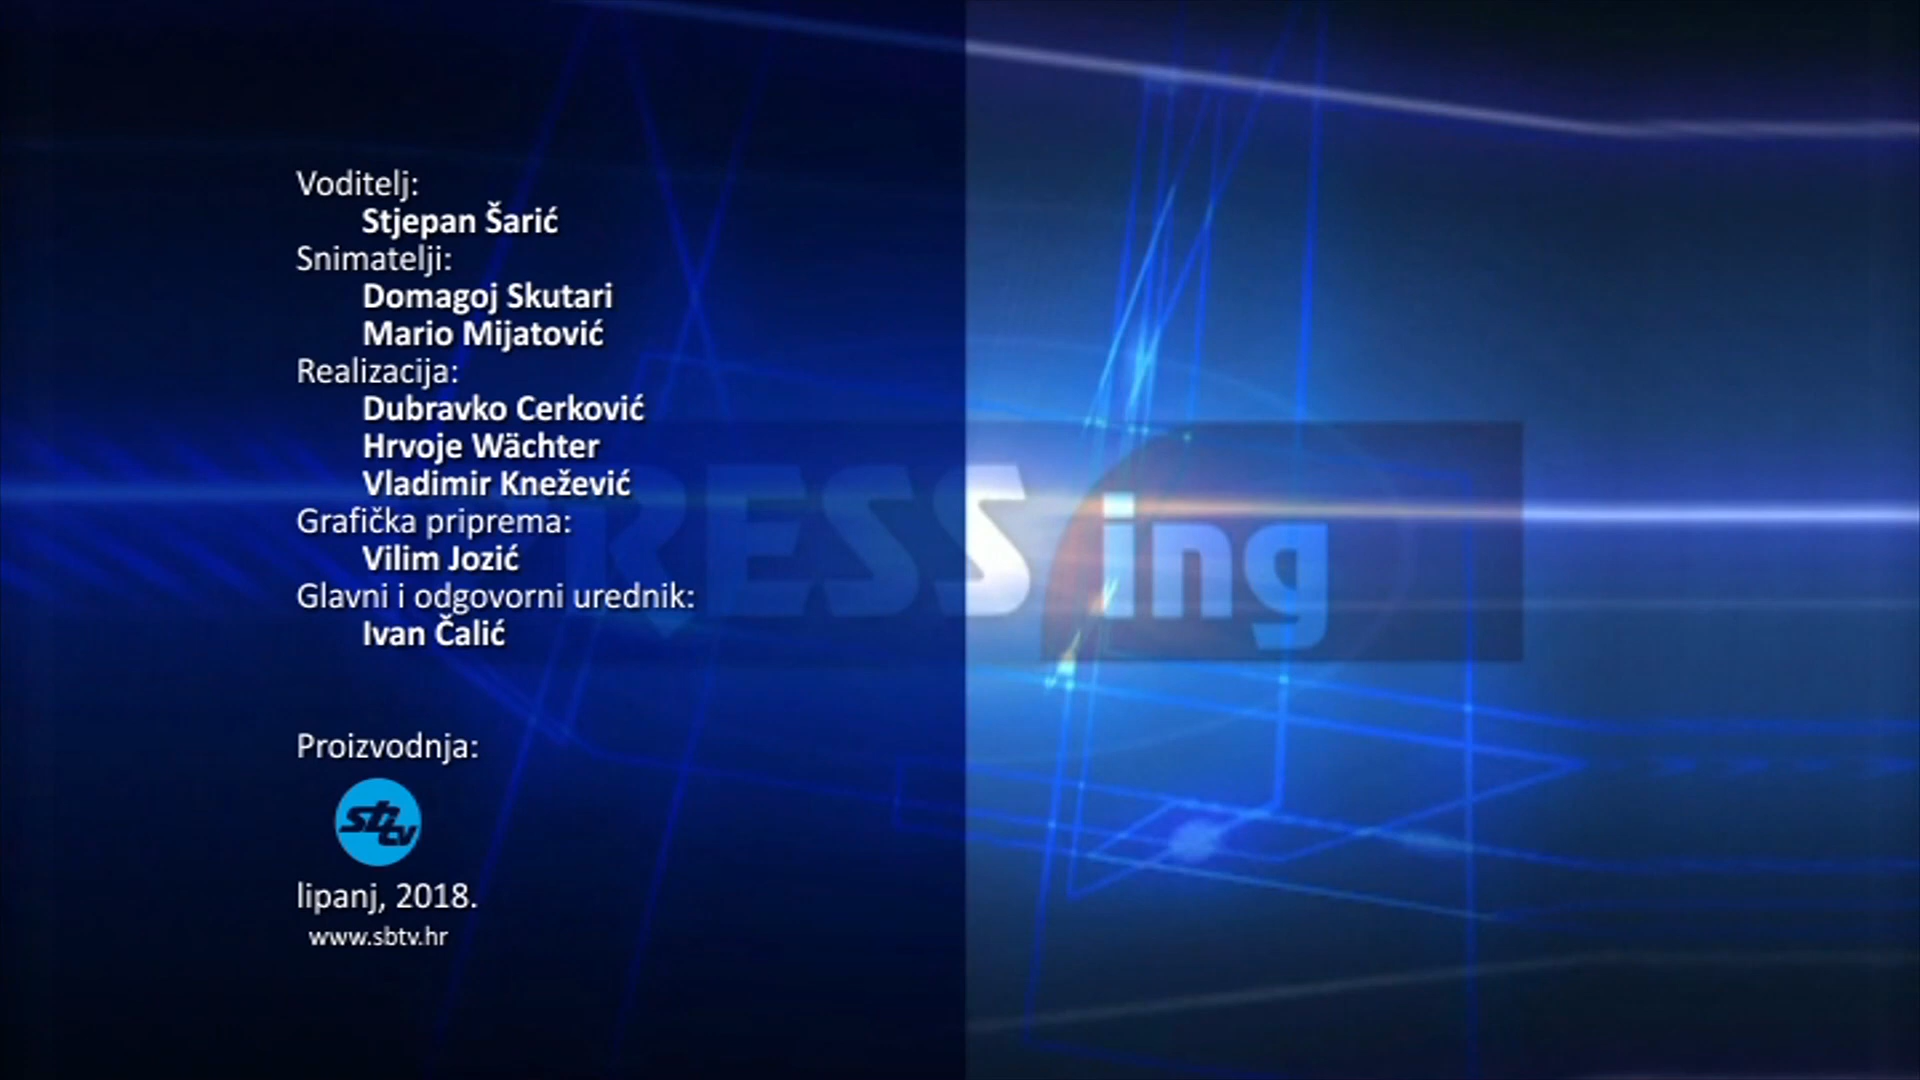 Voditelj:
Stjepan Šarić
Snimatelji:
Domagoj Skutari
Mario Mijatović
Realizacija:
Dubravko Cerković
Hrvoje Wächter
Vladimir Knežević
Grafička priprema:
Vilim Jozić
Glavni i odgovorni urednik:
Ivan Čalić
Proizvodnja:
sbtv
lipanj, 2018.
www.sbtv.hr
PRESSing